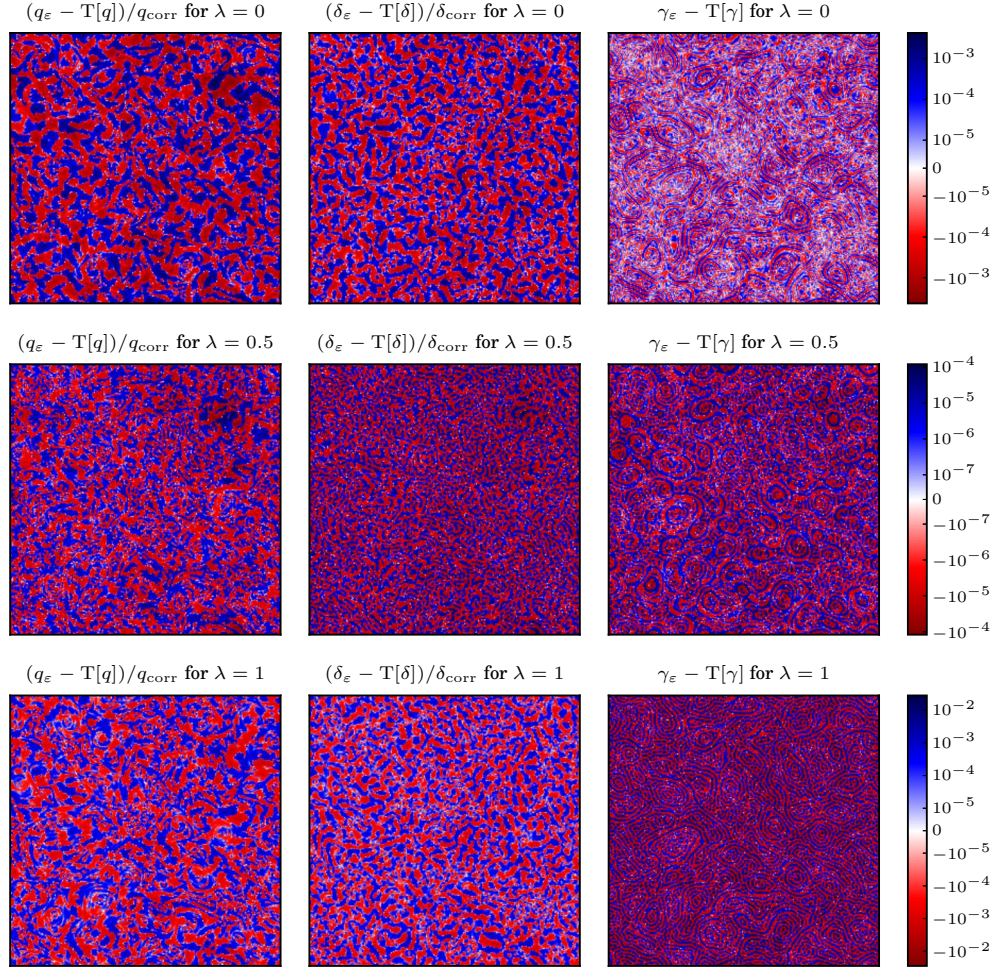 (q_ε − T[q])/q_corr for λ = 0
(δ_ε − T[δ])/δ_corr for λ = 0
γ_ε − T[γ] for λ = 0
10⁻³
10⁻⁴
10⁻⁵
0
−10⁻⁵
−10⁻⁴
−10⁻³
(q_ε − T[q])/q_corr for λ = 0.5
(δ_ε − T[δ])/δ_corr for λ = 0.5
γ_ε − T[γ] for λ = 0.5
10⁻⁴
10⁻⁵
10⁻⁶
10⁻⁷
0
−10⁻⁷
−10⁻⁶
−10⁻⁵
−10⁻⁴
(q_ε − T[q])/q_corr for λ = 1
(δ_ε − T[δ])/δ_corr for λ = 1
γ_ε − T[γ] for λ = 1
10⁻²
10⁻³
10⁻⁴
10⁻⁵
0
−10⁻⁵
−10⁻⁴
−10⁻³
−10⁻²